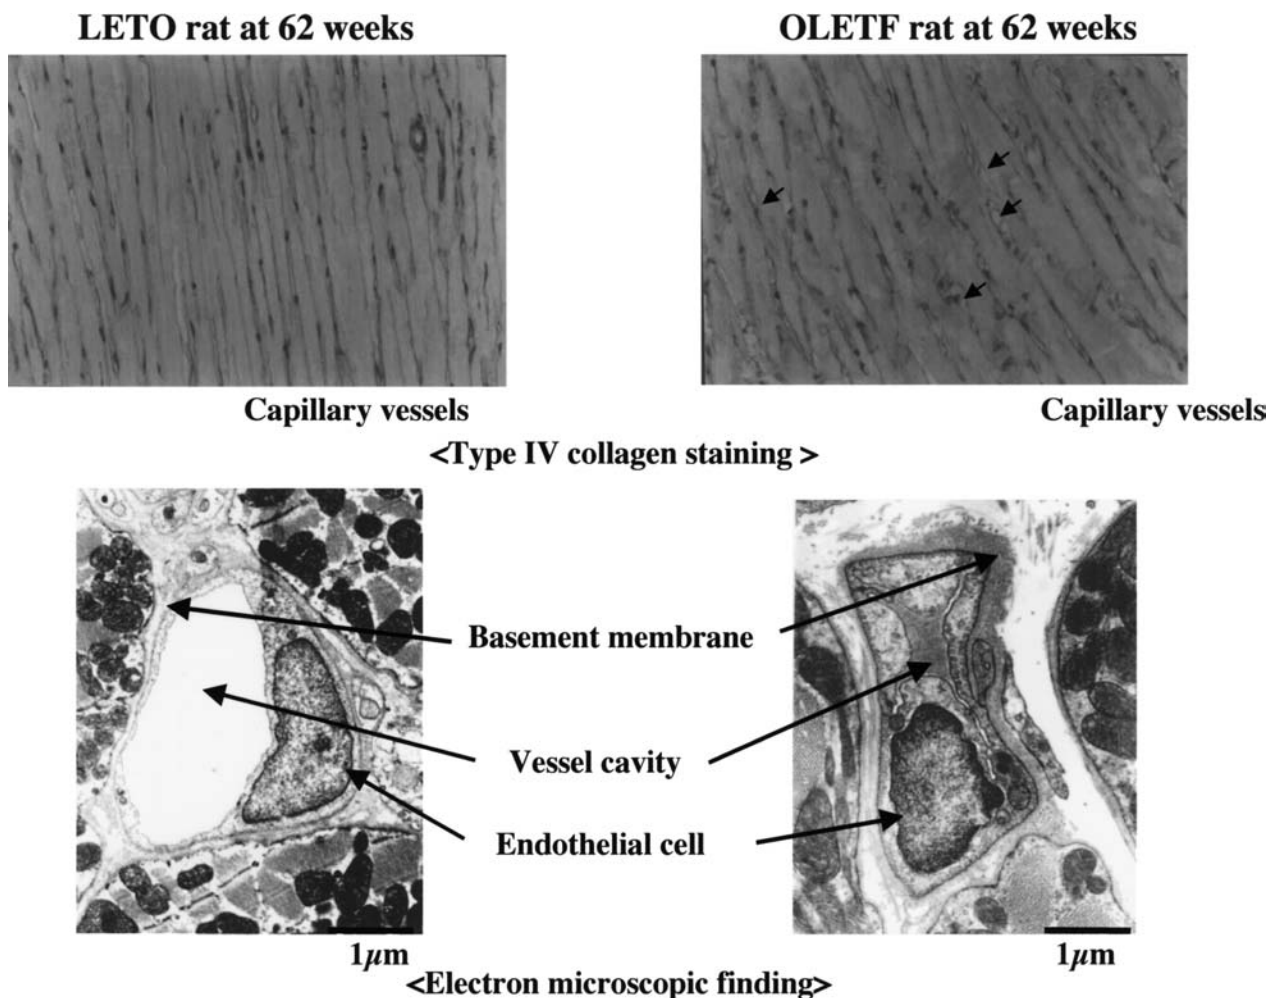 LETO rat at 62 weeks
OLETF rat at 62 weeks
Capillary vessels
Capillary vessels
<Type IV collagen staining >
Basement membrane
Vessel cavity
Endothelial cell
1μm
1μm
<Electron microscopic finding>